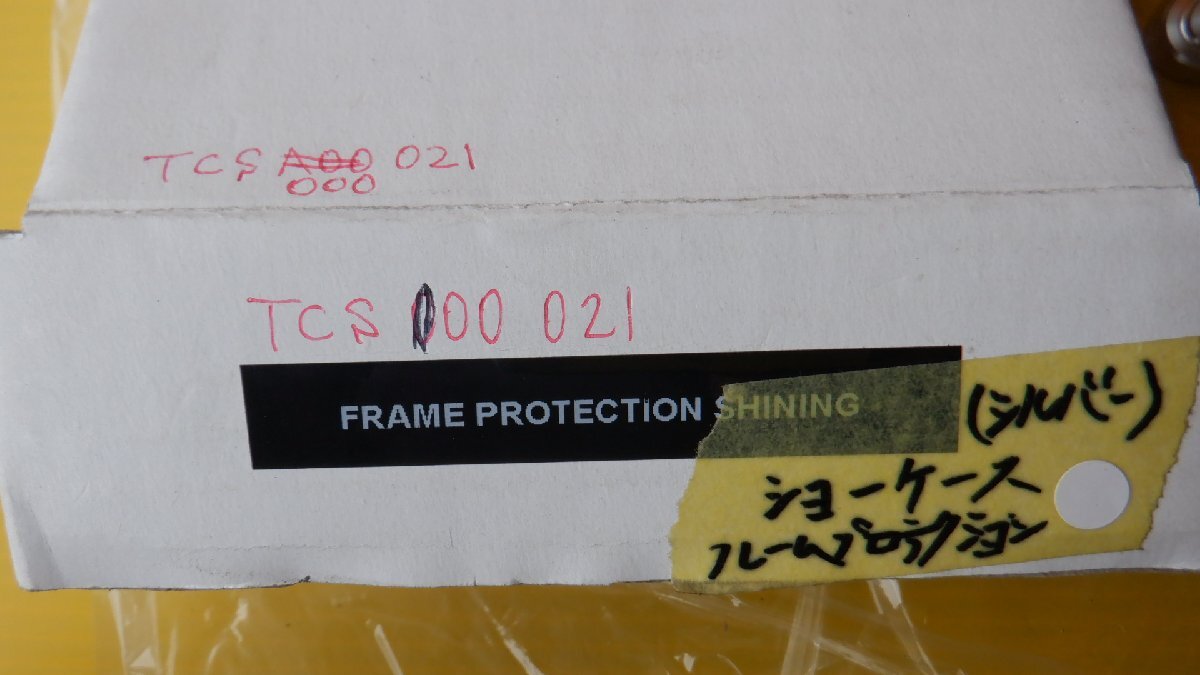 TCS A00 021
000
TCS 000 021
FRAME PROTECTION SHINING
(シルバー)
ショーケース
フレームプロテクション